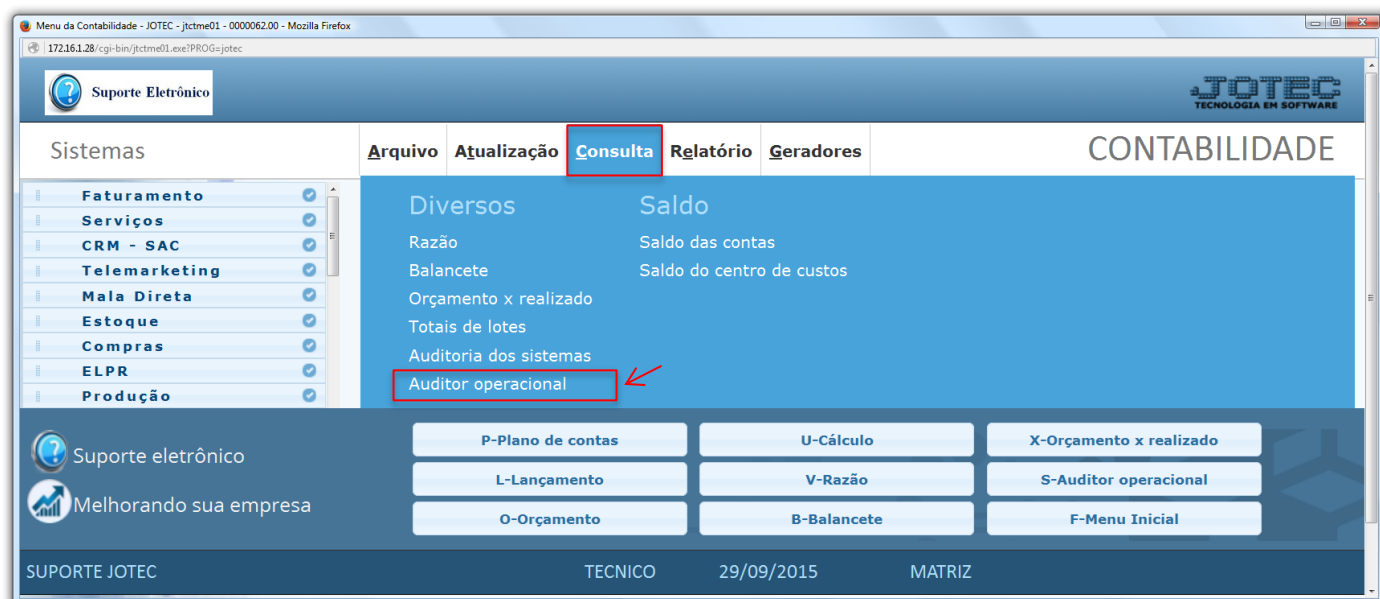 Menu da Contabilidade - JOTEC - jtctme01 - 0000062.00 - Mozilla Firefox
172.16.1.28/cgi-bin/jtctme01.exe?PROG=jotec
Suporte Eletrônico
JOTEC
TECNOLOGIA EM SOFTWARE
Sistemas
Arquivo Atualização Consulta Relatório Geradores
CONTABILIDADE
Faturamento
Serviços
CRM - SAC
Telemarketing
Mala Direta
Estoque
Compras
ELPR
Produção
Diversos
Razão
Balancete
Orçamento x realizado
Totais de lotes
Auditoria dos sistemas
Auditor operacional
Saldo
Saldo das contas
Saldo do centro de custos
Suporte eletrônico
Melhorando sua empresa
P-Plano de contas
U-Cálculo
X-Orçamento x realizado
L-Lançamento
V-Razão
S-Auditor operacional
O-Orçamento
B-Balancete
F-Menu Inicial
SUPORTE JOTEC TECNICO 29/09/2015 MATRIZ